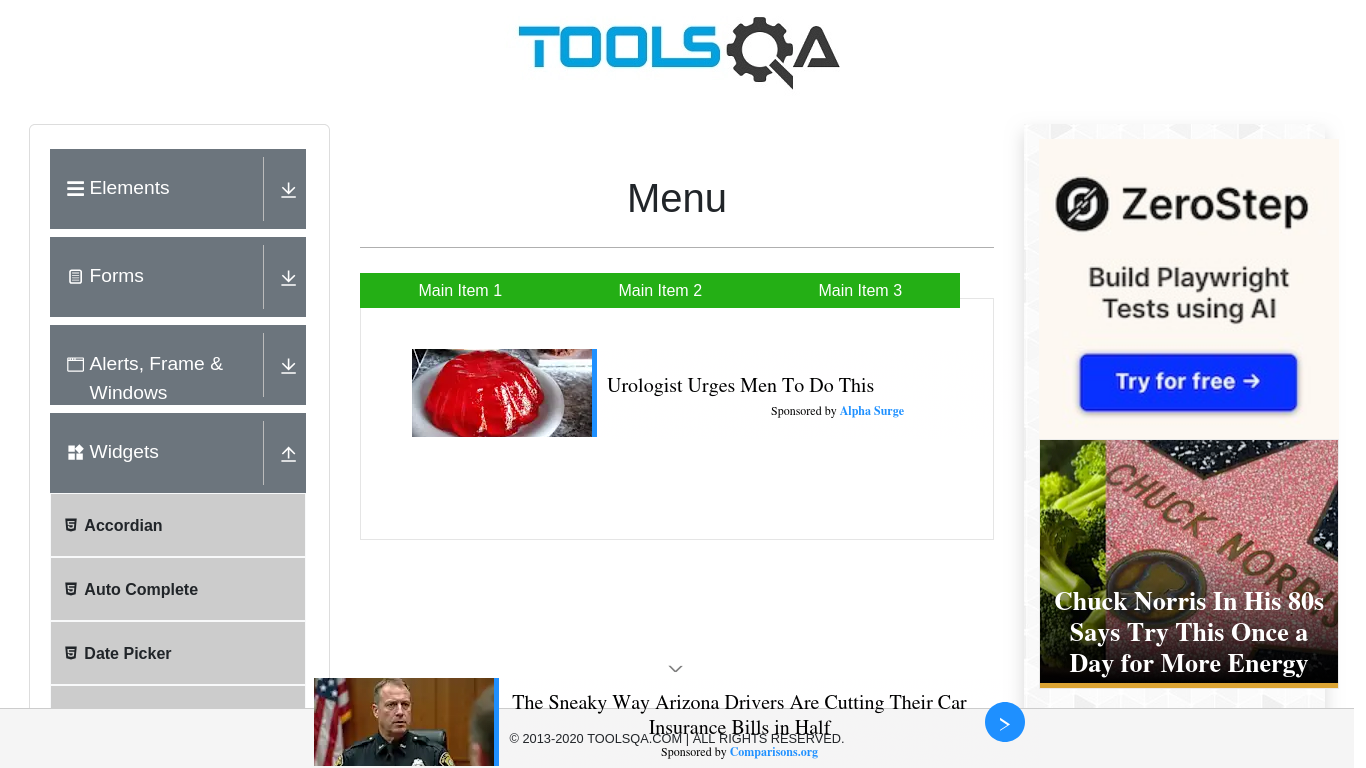 TOOLSQA
Elements
Forms
Alerts, Frame &
Windows
Widgets
Accordian
Auto Complete
Date Picker
Menu
Main Item 1
Main Item 2
Main Item 3
Urologist Urges Men To Do This
Sponsored by Alpha Surge
ZeroStep
Build Playwright
Tests using AI
Try for free →
CHUCK NORRIS
Chuck Norris In His 80s
Says Try This Once a
Day for More Energy
The Sneaky Way Arizona Drivers Are Cutting Their Car
Insurance Bills in Half
© 2013-2020 TOOLSQA.COM | ALL RIGHTS RESERVED.
Sponsored by Comparisons.org